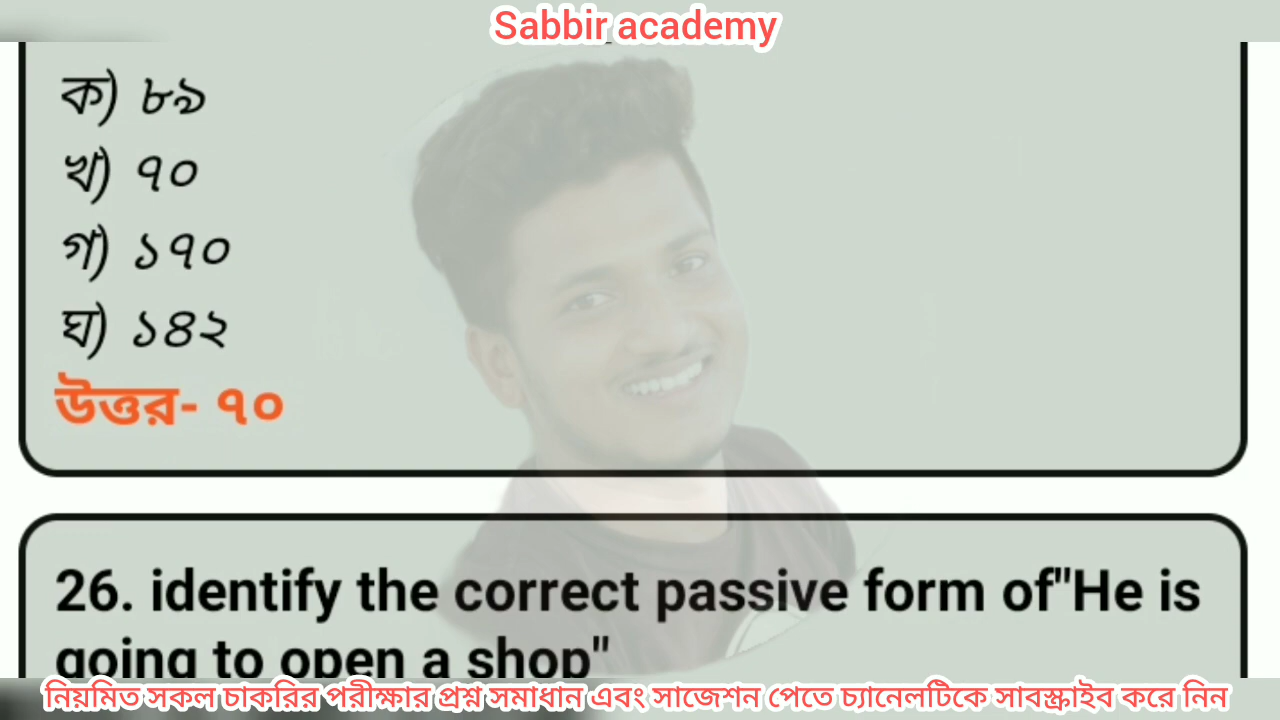 Sabbir academy
ক) ৮৯
খ) ৭০
গ) ১৭০
ঘ) ১৪২
উত্তর- ৭০
26. identify the correct passive form of"He is
going to open a shop"
নিয়মিত সকল চাকরির পরীক্ষার প্রশ্ন সমাধান এবং সাজেশন পেতে চ্যানেলটিকে সাবস্ক্রাইব করে নিন